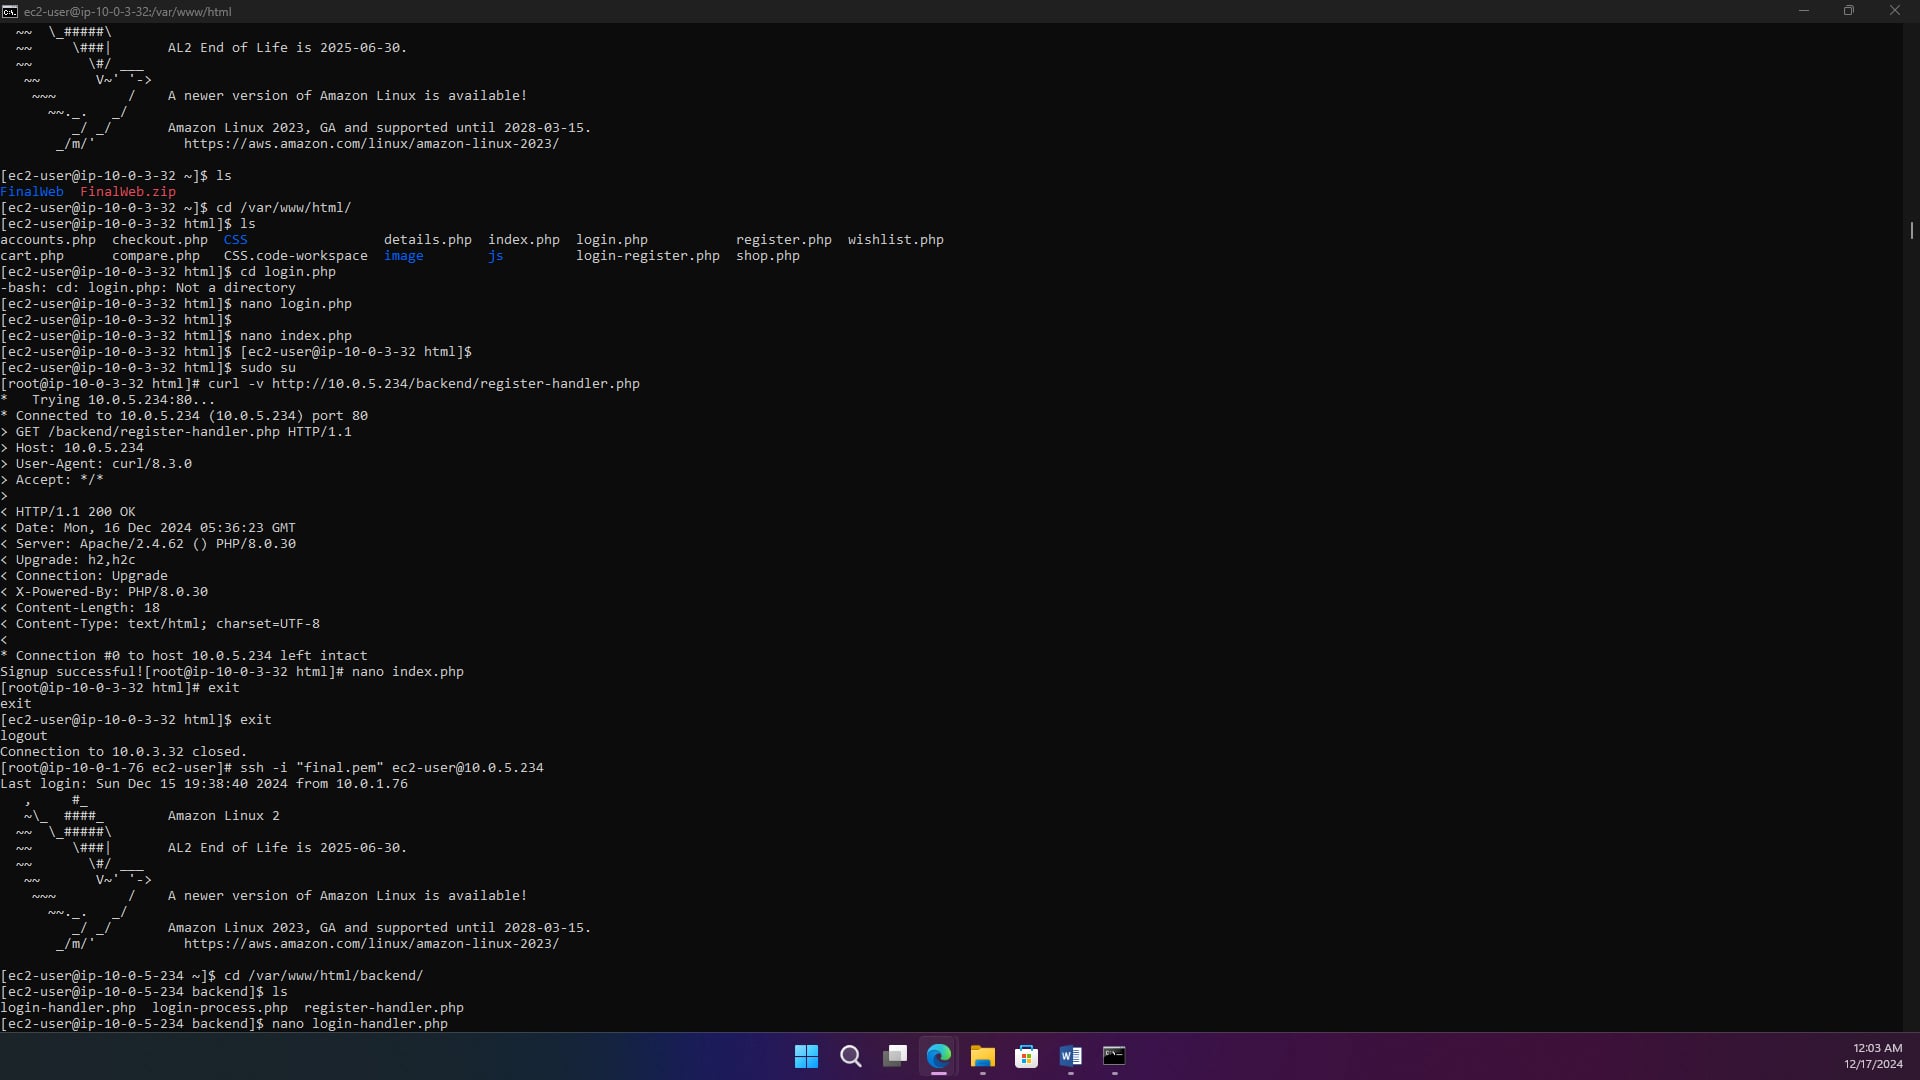 ec2-user@ip-10-0-3-32:/var/www/html
~~  \_#####\
~~     \###|       AL2 End of Life is 2025-06-30.
~~       \#/ ___
~~       V~' '->
~~~         /    A newer version of Amazon Linux is available!
~~._.   _/
_/ _/       Amazon Linux 2023, GA and supported until 2028-03-15.
_/m/'           https://aws.amazon.com/linux/amazon-linux-2023/
[ec2-user@ip-10-0-3-32 ~]$ ls
FinalWeb  FinalWeb.zip
[ec2-user@ip-10-0-3-32 ~]$ cd /var/www/html/
[ec2-user@ip-10-0-3-32 html]$ ls
accounts.php  checkout.php  CSS                 details.php  index.php  login.php           register.php  wishlist.php
cart.php      compare.php   CSS.code-workspace  image        js         login-register.php  shop.php
[ec2-user@ip-10-0-3-32 html]$ cd login.php
-bash: cd: login.php: Not a directory
[ec2-user@ip-10-0-3-32 html]$ nano login.php
[ec2-user@ip-10-0-3-32 html]$
[ec2-user@ip-10-0-3-32 html]$ nano index.php
[ec2-user@ip-10-0-3-32 html]$ [ec2-user@ip-10-0-3-32 html]$
[ec2-user@ip-10-0-3-32 html]$ sudo su
[root@ip-10-0-3-32 html]# curl -v http://10.0.5.234/backend/register-handler.php
*   Trying 10.0.5.234:80...
* Connected to 10.0.5.234 (10.0.5.234) port 80
> GET /backend/register-handler.php HTTP/1.1
> Host: 10.0.5.234
> User-Agent: curl/8.3.0
> Accept: */*
>
< HTTP/1.1 200 OK
< Date: Mon, 16 Dec 2024 05:36:23 GMT
< Server: Apache/2.4.62 () PHP/8.0.30
< Upgrade: h2,h2c
< Connection: Upgrade
< X-Powered-By: PHP/8.0.30
< Content-Length: 18
< Content-Type: text/html; charset=UTF-8
<
* Connection #0 to host 10.0.5.234 left intact
Signup successful![root@ip-10-0-3-32 html]# nano index.php
[root@ip-10-0-3-32 html]# exit
exit
[ec2-user@ip-10-0-3-32 html]$ exit
logout
Connection to 10.0.3.32 closed.
[root@ip-10-0-1-76 ec2-user]# ssh -i "final.pem" ec2-user@10.0.5.234
Last login: Sun Dec 15 19:38:40 2024 from 10.0.1.76
,     #_
~\_  ####_        Amazon Linux 2
~~  \_#####\
~~     \###|       AL2 End of Life is 2025-06-30.
~~       \#/ ___
~~       V~' '->
~~~         /    A newer version of Amazon Linux is available!
~~._.   _/
_/ _/       Amazon Linux 2023, GA and supported until 2028-03-15.
_/m/'           https://aws.amazon.com/linux/amazon-linux-2023/
[ec2-user@ip-10-0-5-234 ~]$ cd /var/www/html/backend/
[ec2-user@ip-10-0-5-234 backend]$ ls
login-handler.php  login-process.php  register-handler.php
[ec2-user@ip-10-0-5-234 backend]$ nano login-handler.php
12:03 AM
12/17/2024